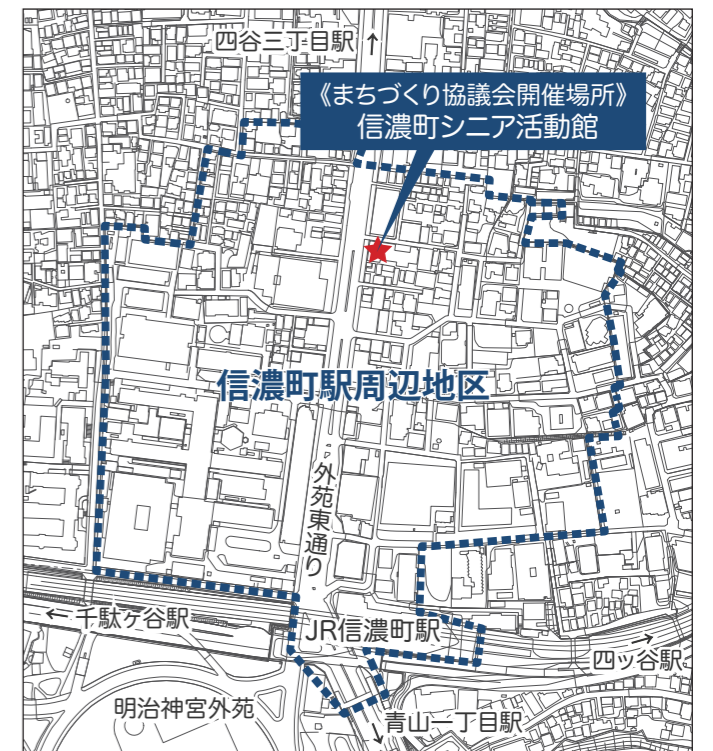 四谷三丁目駅 ↑
《まちづくり協議会開催場所》
信濃町シニア活動館
信濃町駅周辺地区
外苑東通り
← 千駄ケ谷駅
JR信濃町駅
→
四ッ谷駅
明治神宮外苑
青山一丁目駅
↓